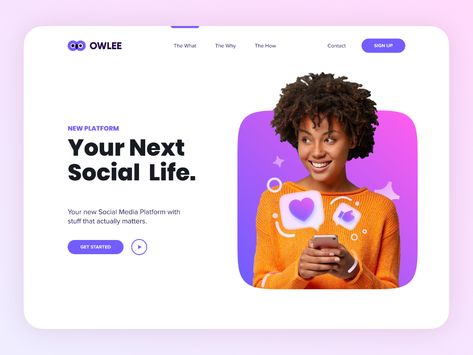 OWLEE
The What
The Why
The How
Contact
SIGN UP
NEW PLATFORM
Your Next
Social Life.
Your new Social Media Platform with
stuff that actually matters.
GET STARTED